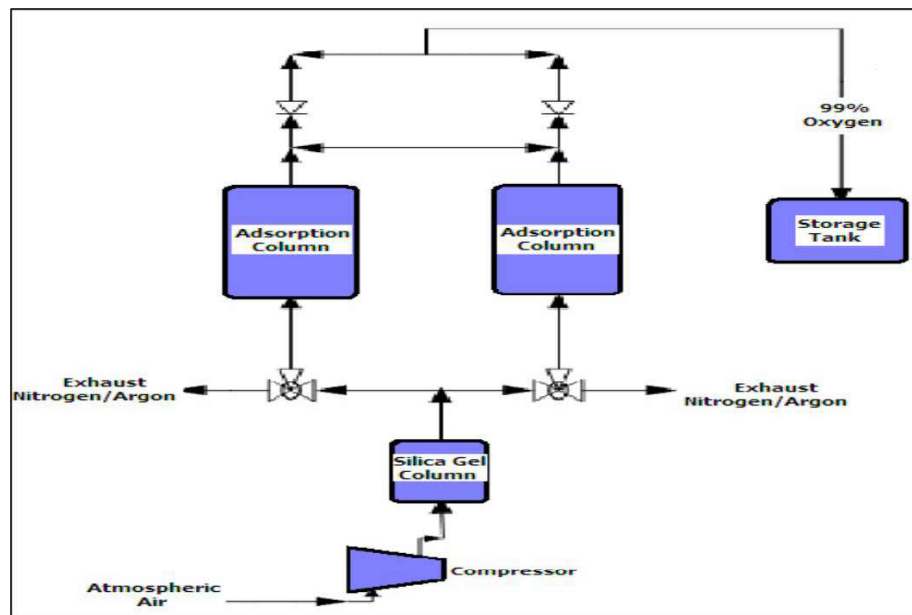 99%
Oxygen
Adsorption
Column
Adsorption
Column
Storage
Tank
Exhaust
Nitrogen/Argon
Exhaust
Nitrogen/Argon
Silica Gel
Column
Compressor
Atmospheric
Air